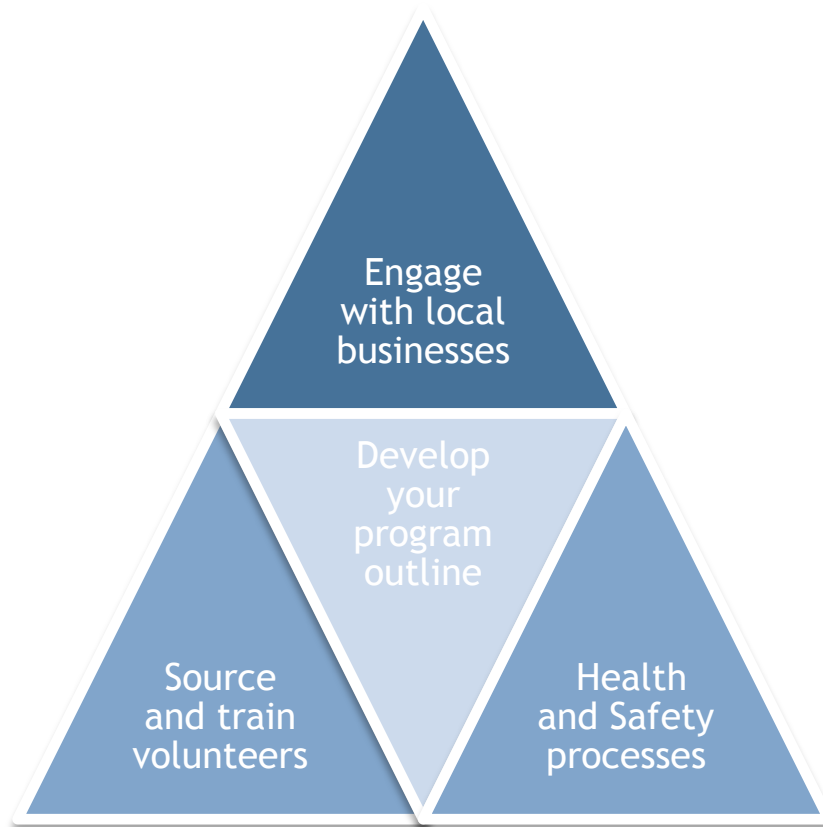 Engage
with local
businesses
Develop
your
program
outline
Source
and train
volunteers
Health
and Safety
processes